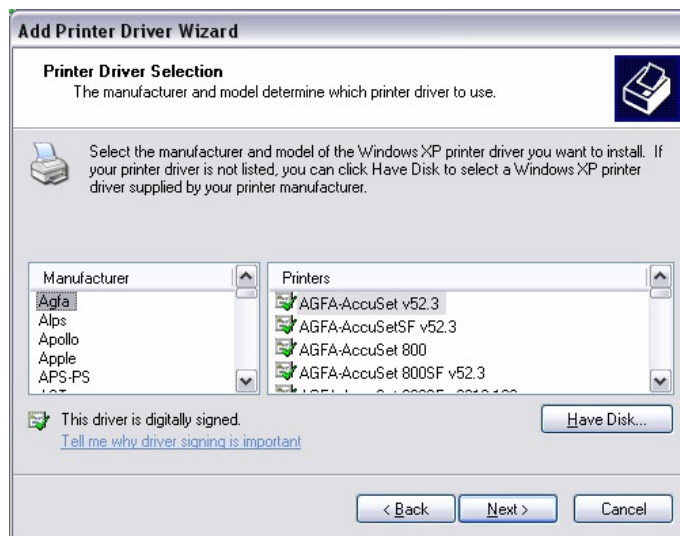 Add Printer Driver Wizard
Printer Driver Selection
The manufacturer and model determine which printer driver to use.
Select the manufacturer and model of the Windows XP printer driver you want to install. If
your printer driver is not listed, you can click Have Disk to select a Windows XP printer
driver supplied by your printer manufacturer.
Manufacturer
Agfa
Alps
Apollo
Apple
APS-PS
Printers
AGFA-AccuSet v52.3
AGFA-AccuSetSF v52.3
AGFA-AccuSet 800
AGFA-AccuSet 800SF v52.3
This driver is digitally signed.
Tell me why driver signing is important
Have Disk...
< Back
Next >
Cancel